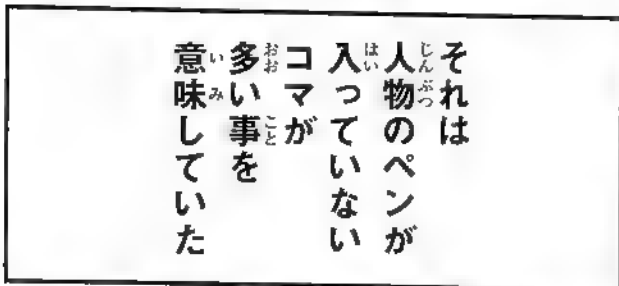 それは
人物のペンが
入っていない
コマが
多い事を
意味していた